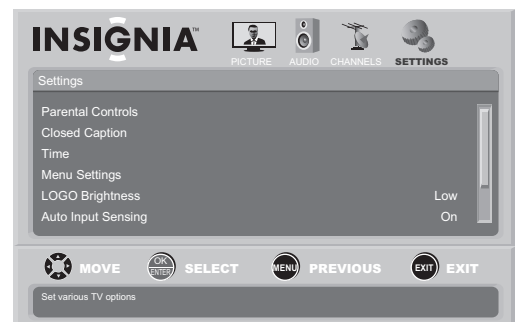 INSIGNIA™
PICTURE AUDIO CHANNELS SETTINGS
Settings
Parental Controls
Closed Caption
Time
Menu Settings
LOGO Brightness Low
Auto Input Sensing On
MOVE OK ENTER SELECT MENU PREVIOUS EXIT EXIT
Set various TV options